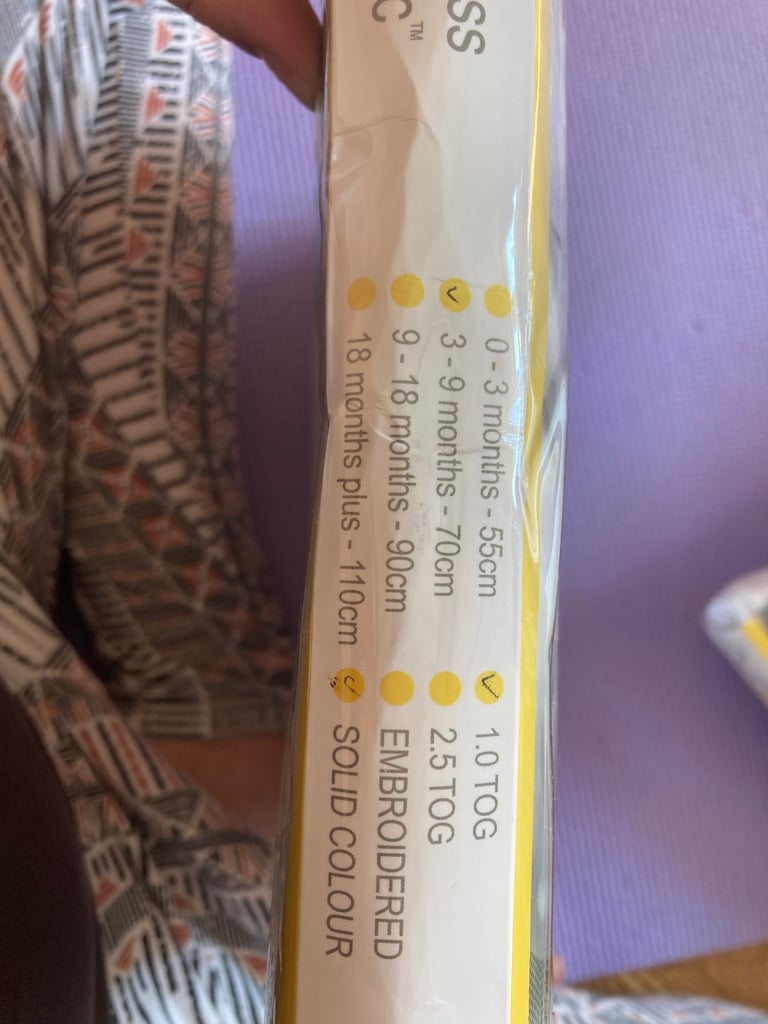 SS
C™
0 - 3 months - 55cm
3 - 9 months - 70cm
9 - 18 months - 90cm
18 months plus - 110cm
1.0 TOG
2.5 TOG
EMBROIDERED
SOLID COLOUR